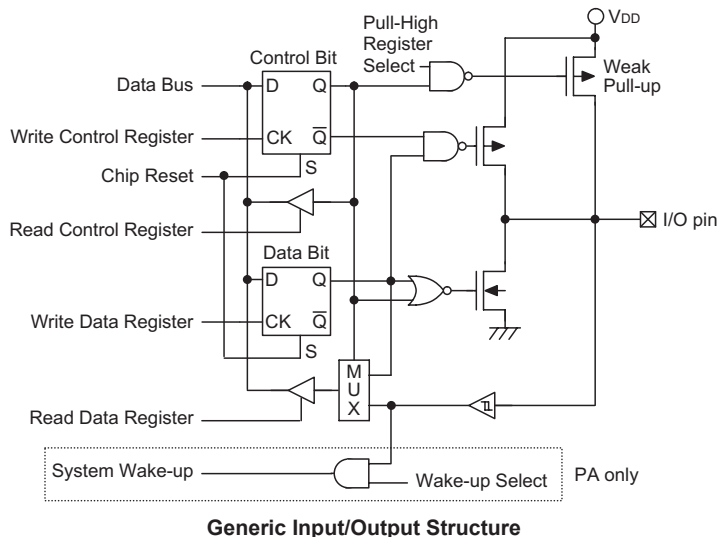 VDD
Pull-High
Register
Select
Control Bit
Weak
Pull-up
Data Bus
D
Q
Write Control Register
CK
Q̅
S
Chip Reset
I/O pin
Read Control Register
Data Bit
D
Q
Write Data Register
CK
Q̅
S
M
U
X
Read Data Register
System Wake-up
Wake-up Select
PA only
Generic Input/Output Structure